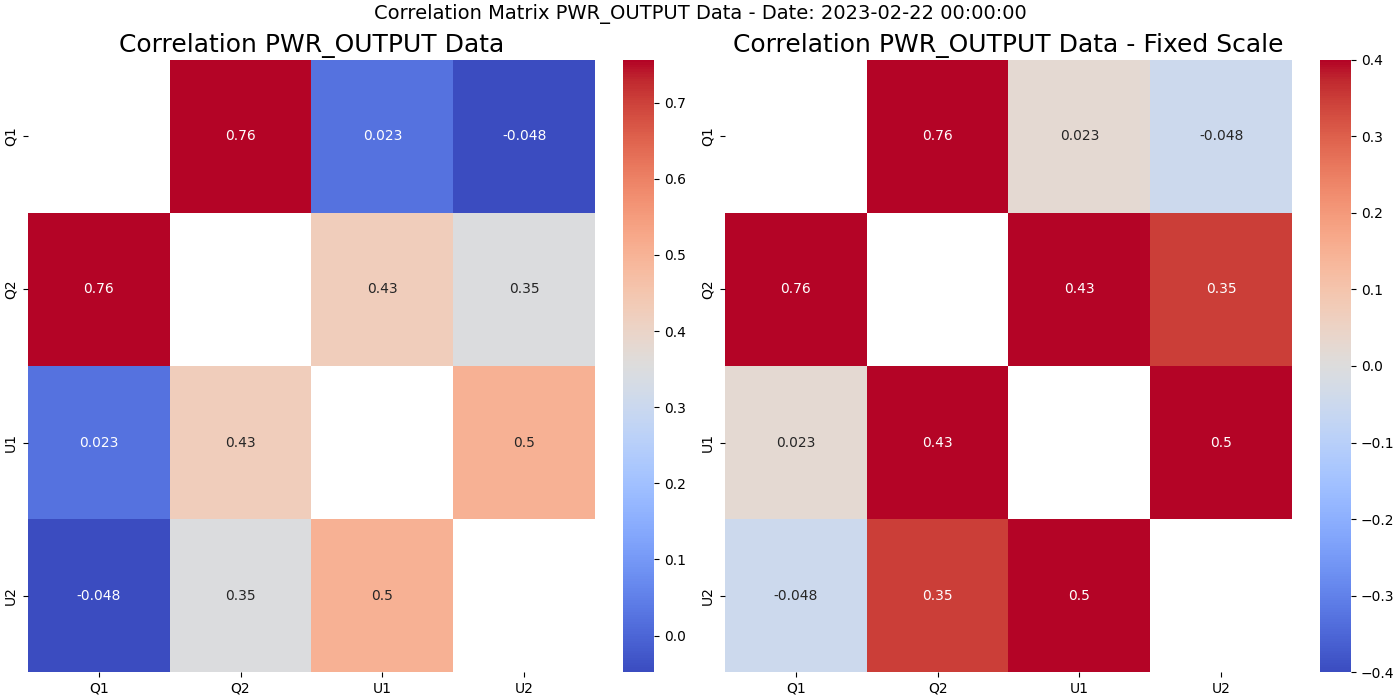 Correlation Matrix PWR_OUTPUT Data - Date: 2023-02-22 00:00:00
Correlation PWR_OUTPUT Data
Q1 0.76 0.023 -0.048
Q2 0.76 0.43 0.35
U1 0.023 0.43 0.5
U2 -0.048 0.35 0.5
Q1 Q2 U1 U2
0.7
0.6
0.5
0.4
0.3
0.2
0.1
0.0
Correlation PWR_OUTPUT Data - Fixed Scale
Q1 0.76 0.023 -0.048
Q2 0.76 0.43 0.35
U1 0.023 0.43 0.5
U2 -0.048 0.35 0.5
Q1 Q2 U1 U2
0.4
0.3
0.2
0.1
0.0
−0.1
−0.2
−0.3
−0.4